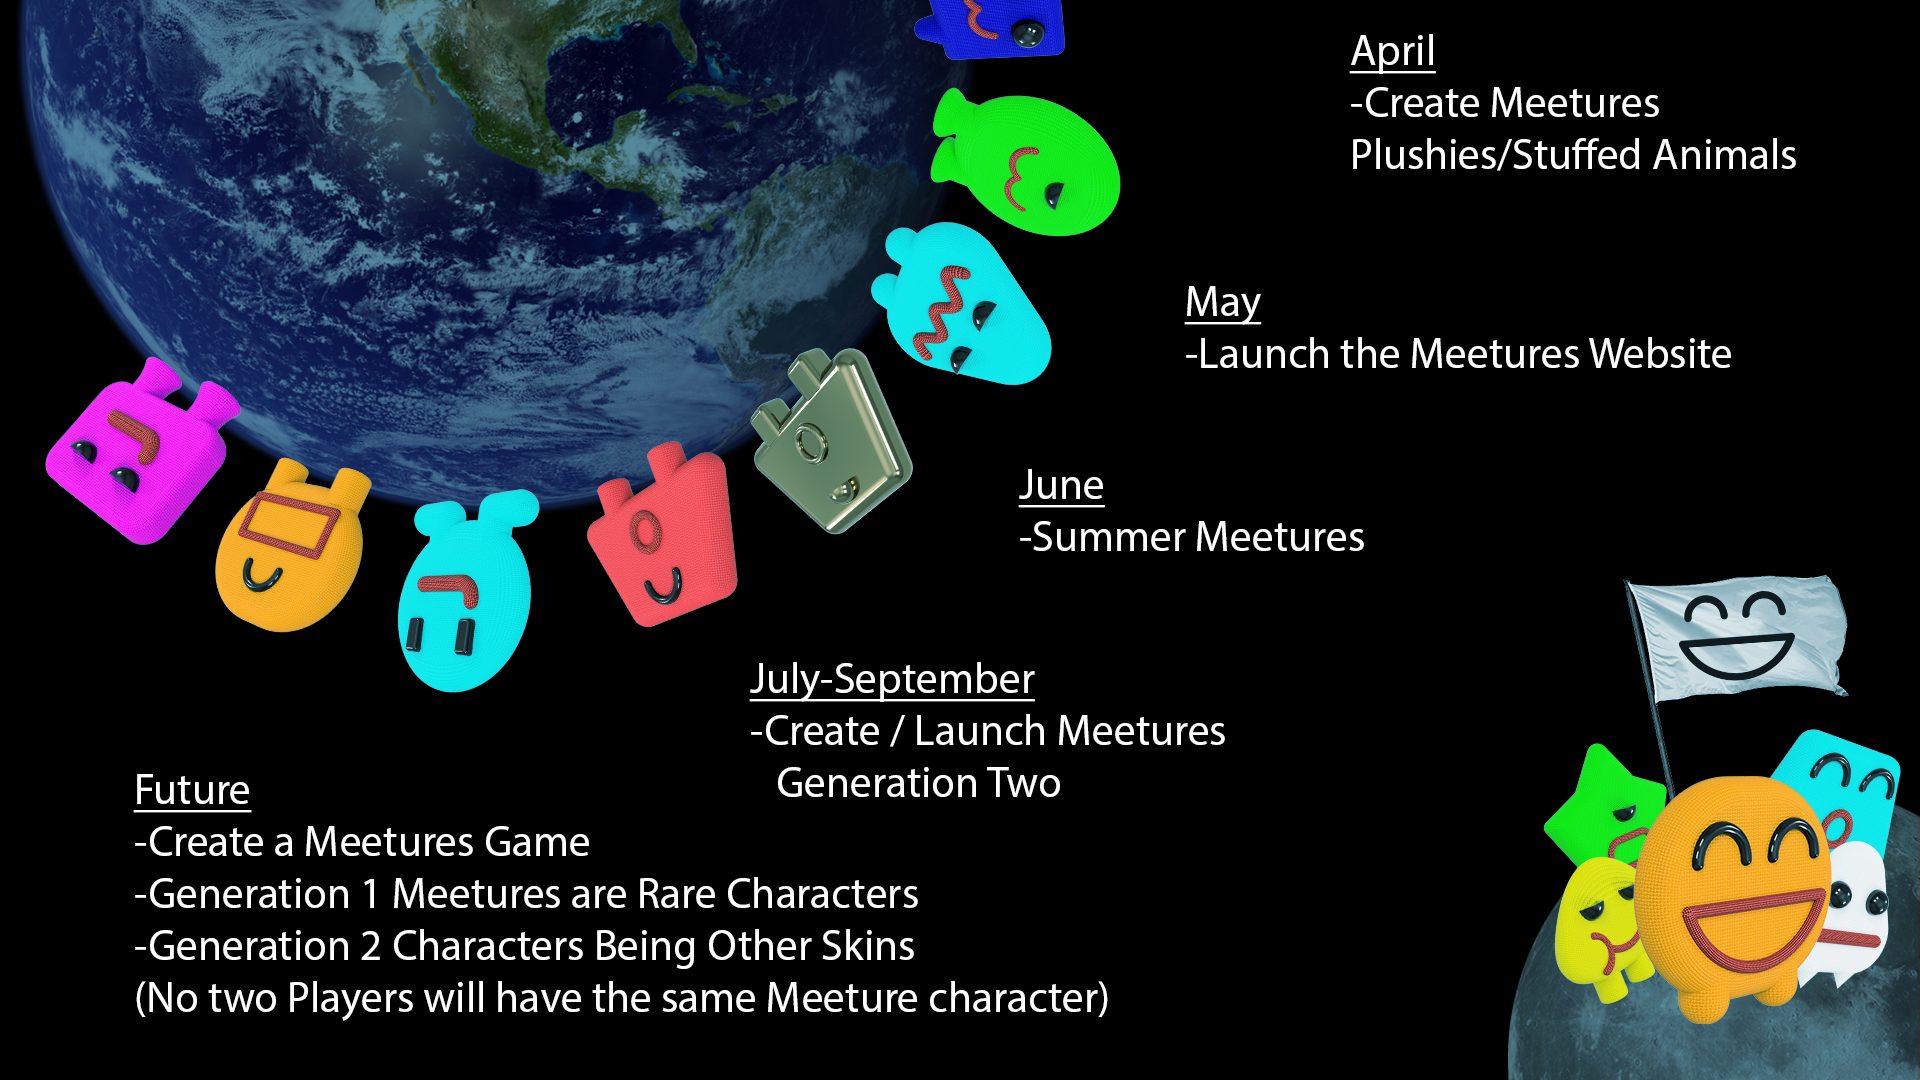 April
-Create Meetures
Plushies/Stuffed Animals
May
-Launch the Meetures Website
June
-Summer Meetures
July-September
-Create / Launch Meetures
Generation Two
Future
-Create a Meetures Game
-Generation 1 Meetures are Rare Characters
-Generation 2 Characters Being Other Skins
(No two Players will have the same Meeture character)